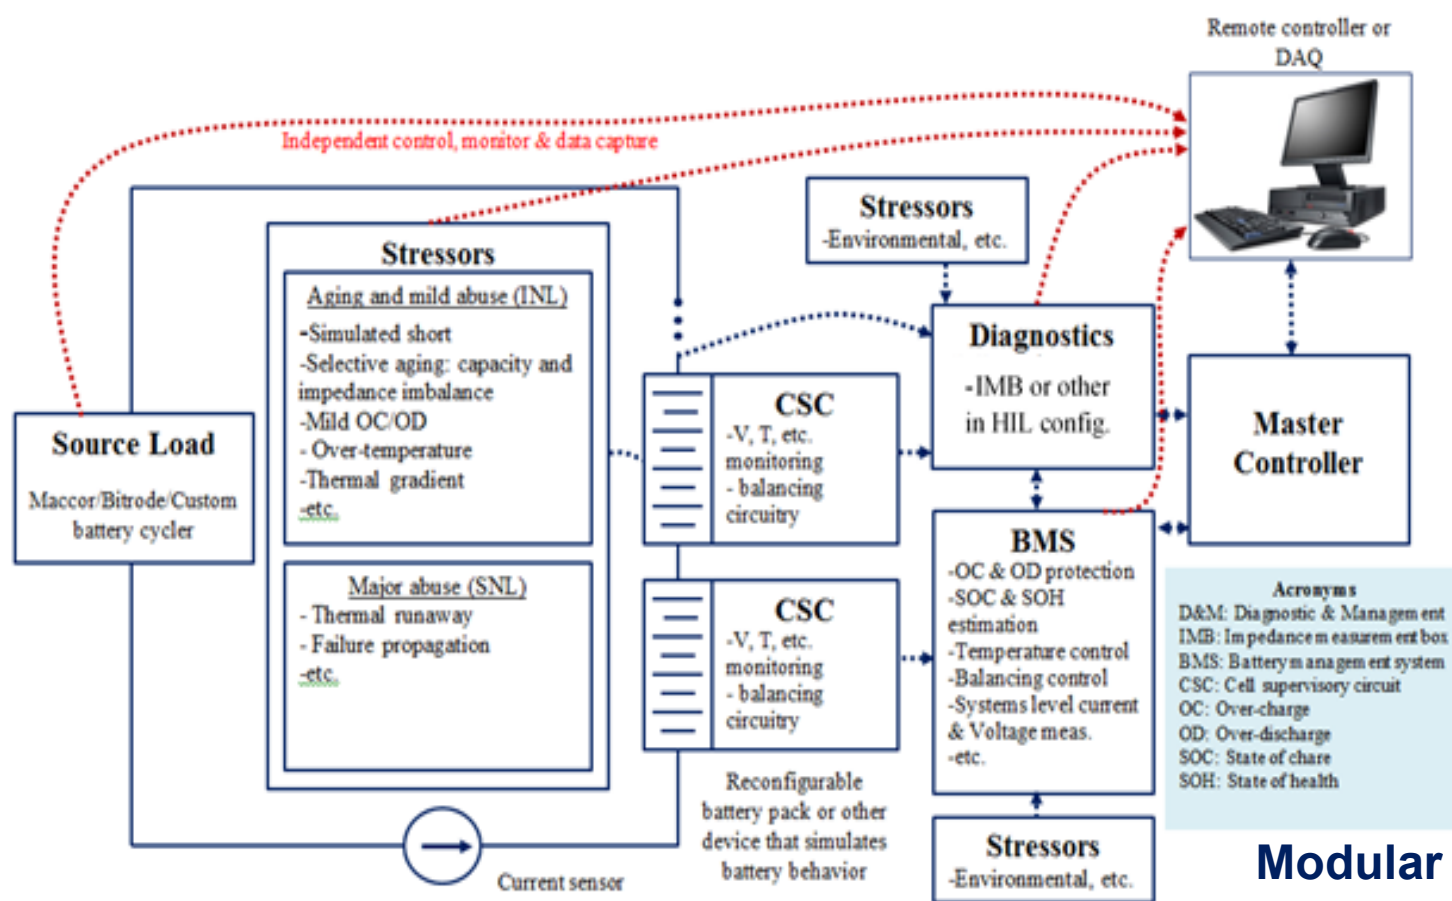 Remote controller or
DAQ
Independent control, monitor & data capture
Stressors
Aging and mild abuse (INL)
-Simulated short
-Selective aging: capacity and
impedance imbalance
-Mild OC/OD
- Over-temperature
-Thermal gradient
-etc.
Major abuse (SNL)
- Thermal runaway
- Failure propagation
-etc.
Source Load
Maccor/Bitrode/Custom
battery cycler
Current sensor
CSC
-V, T, etc.
monitoring
- balancing
circuitry
CSC
-V, T, etc.
monitoring
- balancing
circuitry
Reconfigurable
battery pack or other
device that simulates
battery behavior
Stressors
-Environmental, etc.
Diagnostics
-IMB or other
in HIL config.
BMS
-OC & OD protection
-SOC & SOH
estimation
-Temperature control
-Balancing control
-Systems level current
& Voltage meas.
-etc.
Stressors
-Environmental, etc.
Master
Controller
Acronyms
D&M: Diagnostic & Management
IMB: Impedance measurement box
BMS: Battery management system
CSC: Cell supervisory circuit
OC: Over-charge
OD: Over-discharge
SOC: State of chare
SOH: State of health
Modular